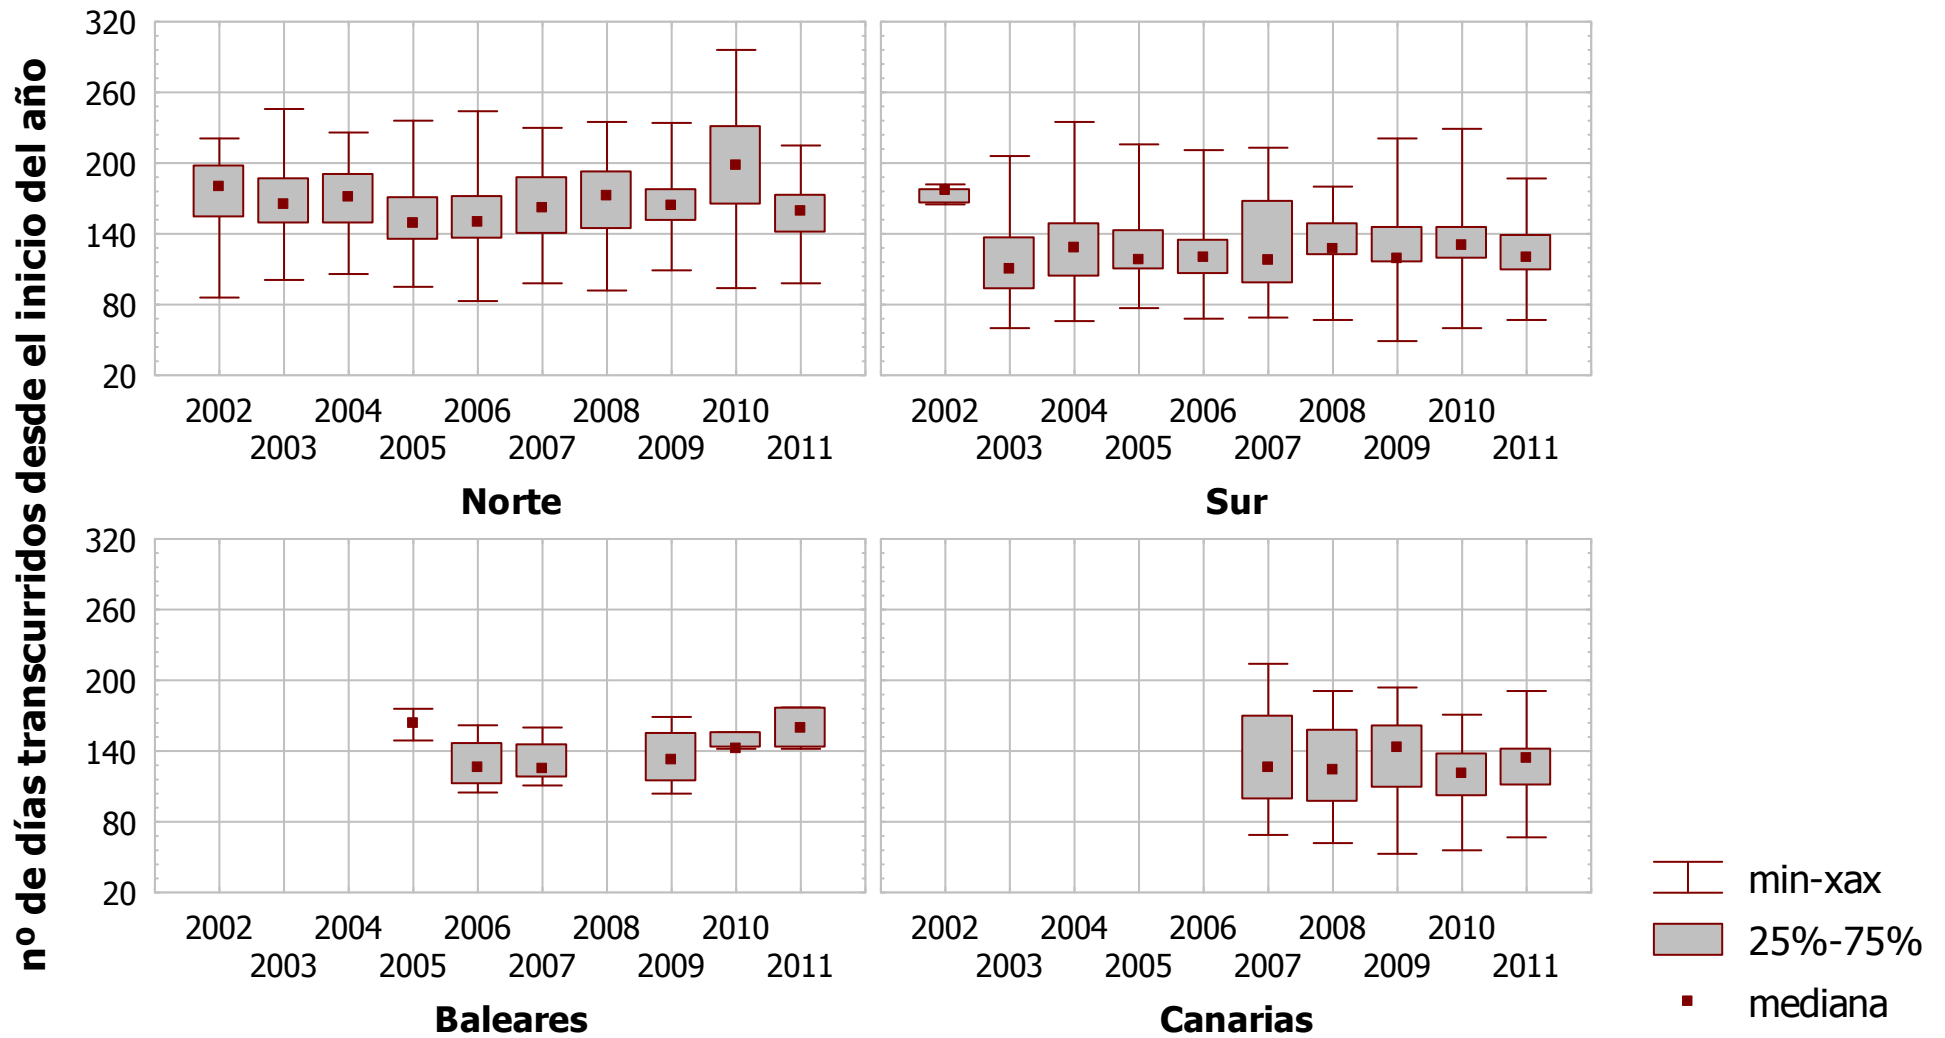 nº de días transcurridos desde el inicio del año
320
260
200
140
80
20
2002 2004 2006 2008 2010
2003 2005 2007 2009 2011
Norte
2002 2004 2006 2008 2010
2003 2005 2007 2009 2011
Sur
320
260
200
140
80
20
2002 2004 2006 2008 2010
2003 2005 2007 2009 2011
Baleares
2002 2004 2006 2008 2010
2003 2005 2007 2009 2011
Canarias
min-xax
25%-75%
mediana